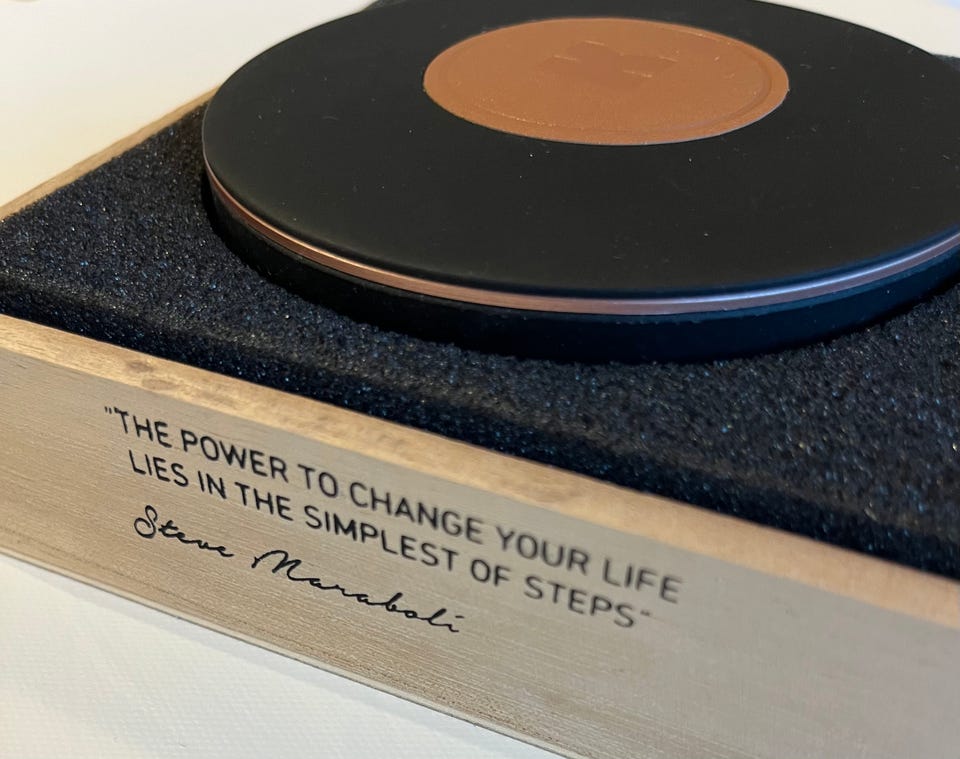 "THE POWER TO CHANGE YOUR LIFE
LIES IN THE SIMPLEST OF STEPS"
Steve Maraboli